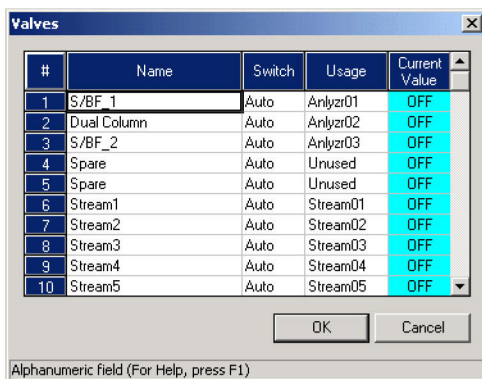 Valves
# Name Switch Usage Current Value
1 S/BF_1 Auto Anlyzr01 OFF
2 Dual Column Auto Anlyzr02 OFF
3 S/BF_2 Auto Anlyzr03 OFF
4 Spare Auto Unused OFF
5 Spare Auto Unused OFF
6 Stream1 Auto Stream01 OFF
7 Stream2 Auto Stream02 OFF
8 Stream3 Auto Stream03 OFF
9 Stream4 Auto Stream04 OFF
10 Stream5 Auto Stream05 OFF
OK Cancel
Alphanumeric field (For Help, press F1)